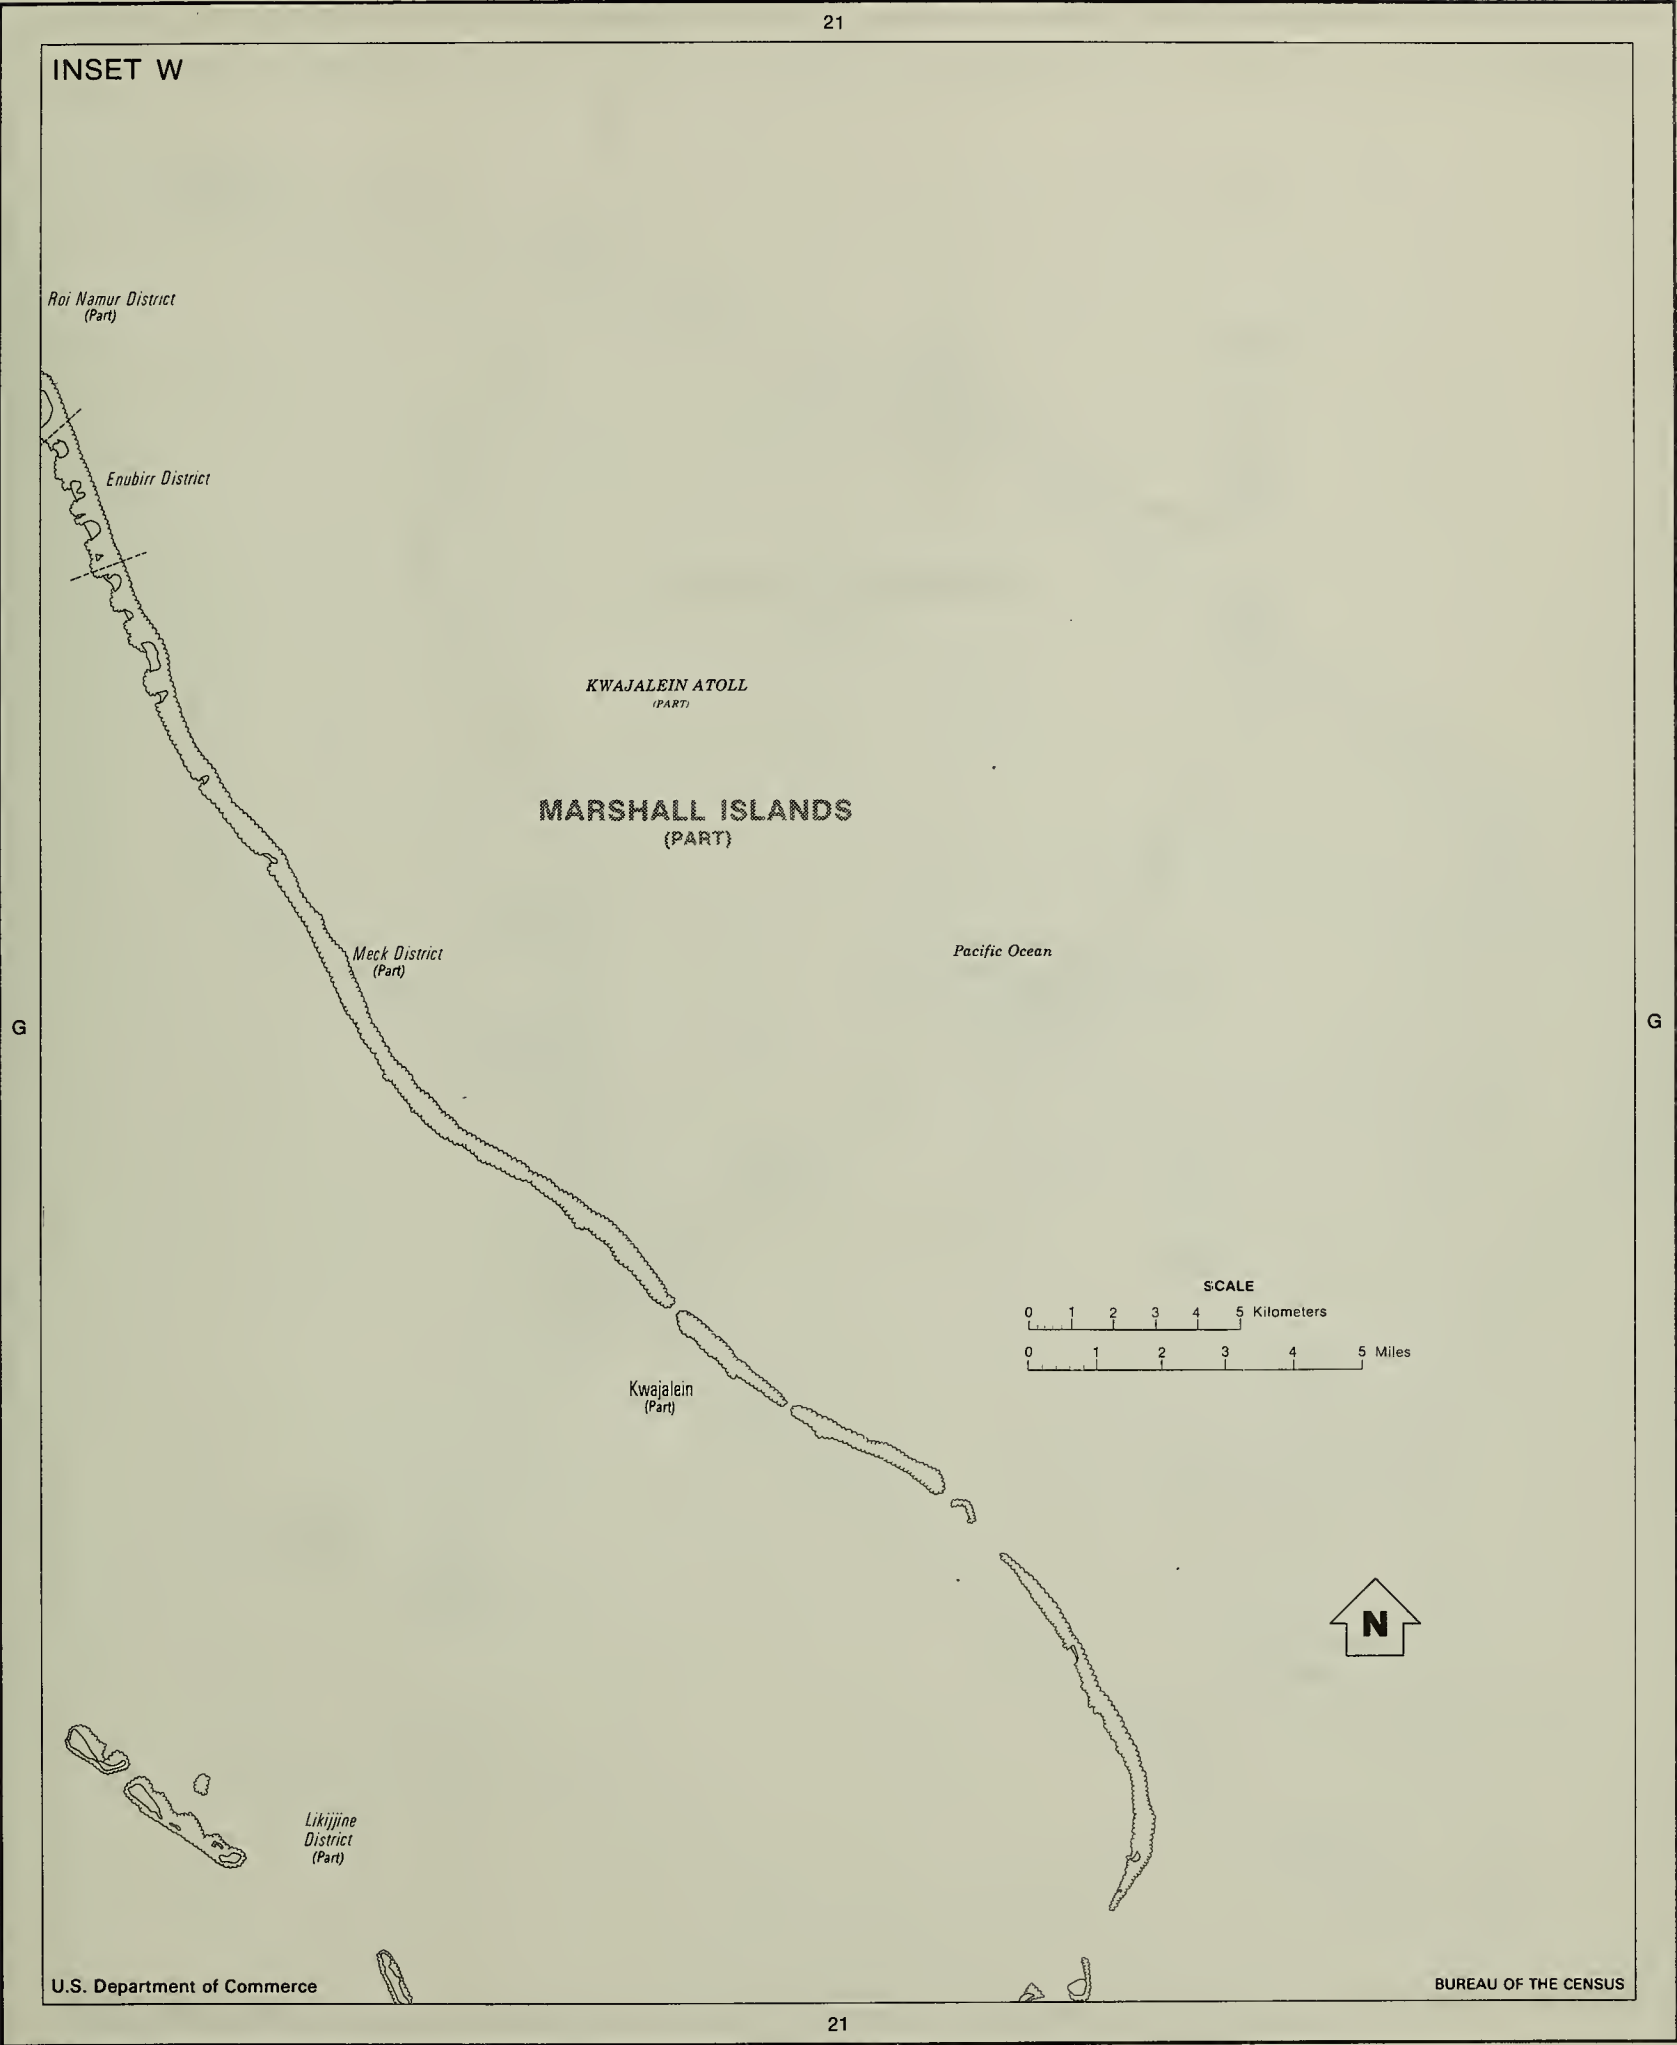 21
INSET W
Roi Namur District
(Part)
Enubirr District
KWAJALEIN ATOLL
(PART)
MARSHALL ISLANDS
(PART)
Meck District
(Part)
Pacific Ocean
G
G
SCALE
0 1 2 3 4 5 Kilometers
0 1 2 3 4 5 Miles
Kwajalein
(Part)
N
Likijjine
District
(Part)
U.S. Department of Commerce
BUREAU OF THE CENSUS
21